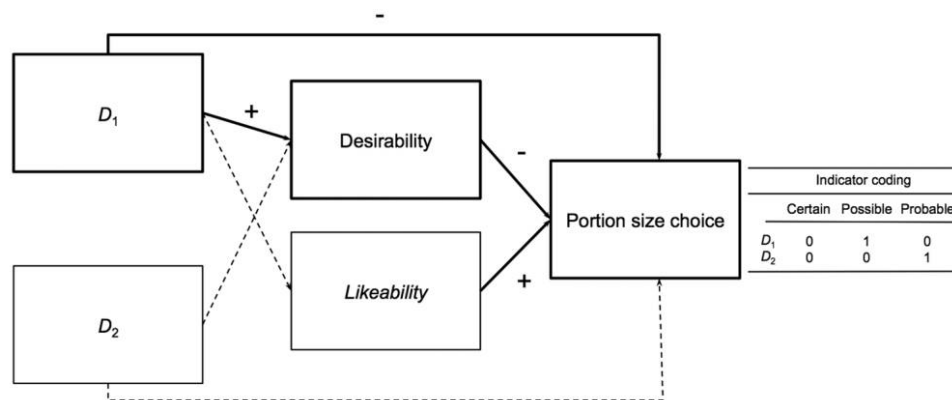 -
D1
+
Desirability
-
Portion size choice
D2
Likeability
+
Indicator coding
Certain Possible Probable
D1 0 1 0
D2 0 0 1